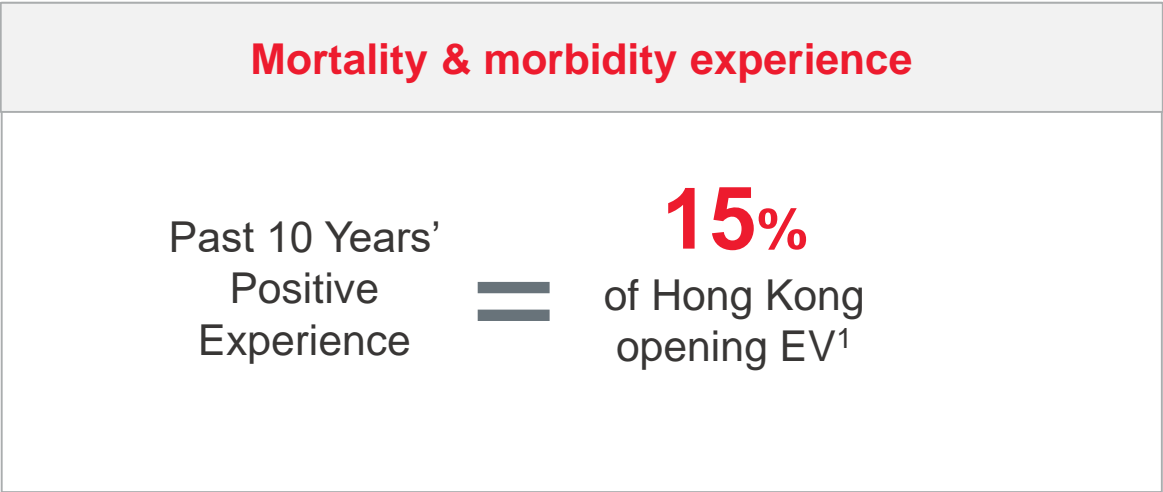 Mortality & morbidity experience
Past 10 Years’
Positive
Experience
=
15%
of Hong Kong
opening EV¹